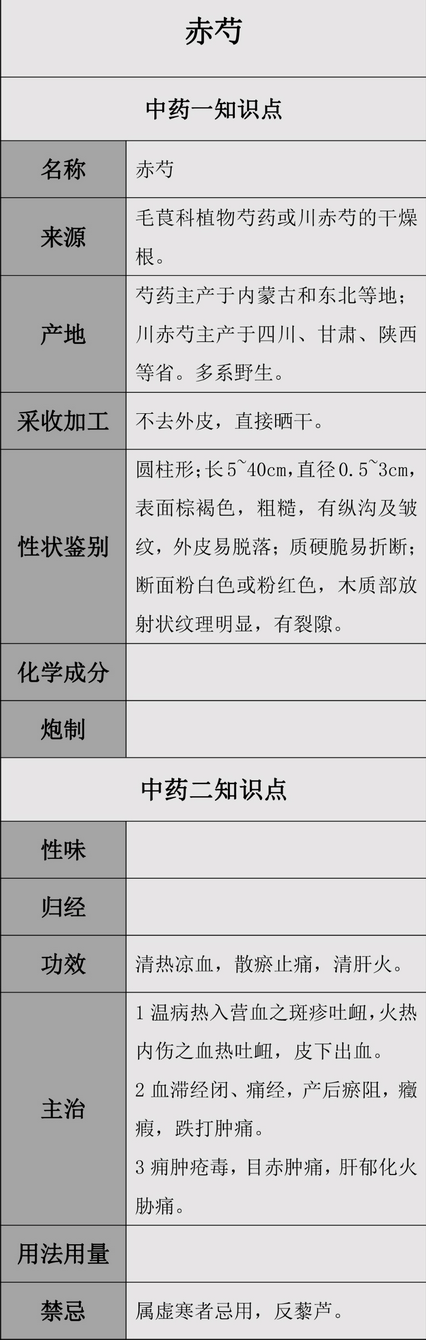 赤芍
中药一知识点
名称
赤芍
来源
毛茛科植物芍药或川赤芍的干燥
根。
产地
芍药主产于内蒙古和东北等地；
川赤芍主产于四川、甘肃、陕西
等省。多系野生。
采收加工
不去外皮，直接晒干。
性状鉴别
圆柱形；长5~40cm，直径0.5~3cm，
表面棕褐色，粗糙，有纵沟及皱
纹，外皮易脱落；质硬脆易折断；
断面粉白色或粉红色，木质部放
射状纹理明显，有裂隙。
化学成分
炮制
中药二知识点
性味
归经
功效
清热凉血，散瘀止痛，清肝火。
主治
1 温病热入营血之斑疹吐衄，火热
内伤之血热吐衄，皮下出血。
2 血滞经闭、痛经，产后瘀阻，癥
瘕，跌打肿痛。
3 痈肿疮毒，目赤肿痛，肝郁化火
胁痛。
用法用量
禁忌
属虚寒者忌用，反藜芦。